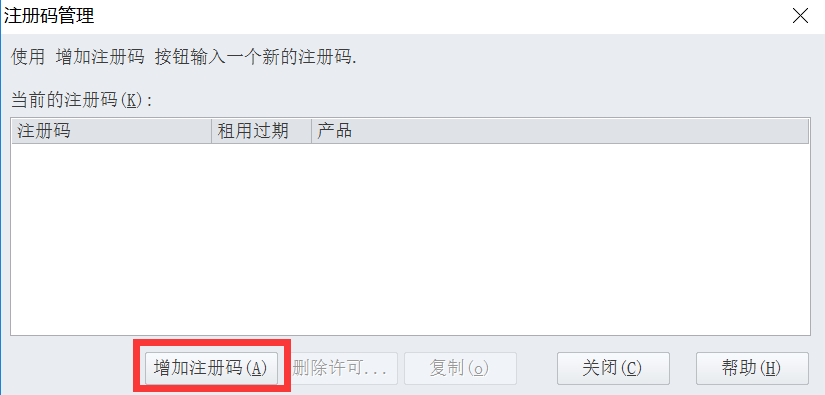 注册码管理
使用 增加注册码 按钮输入一个新的注册码.
当前的注册码(K):
注册码 租用过期 产品
增加注册码(A) 删除许可... 复制(o) 关闭(C) 帮助(H)